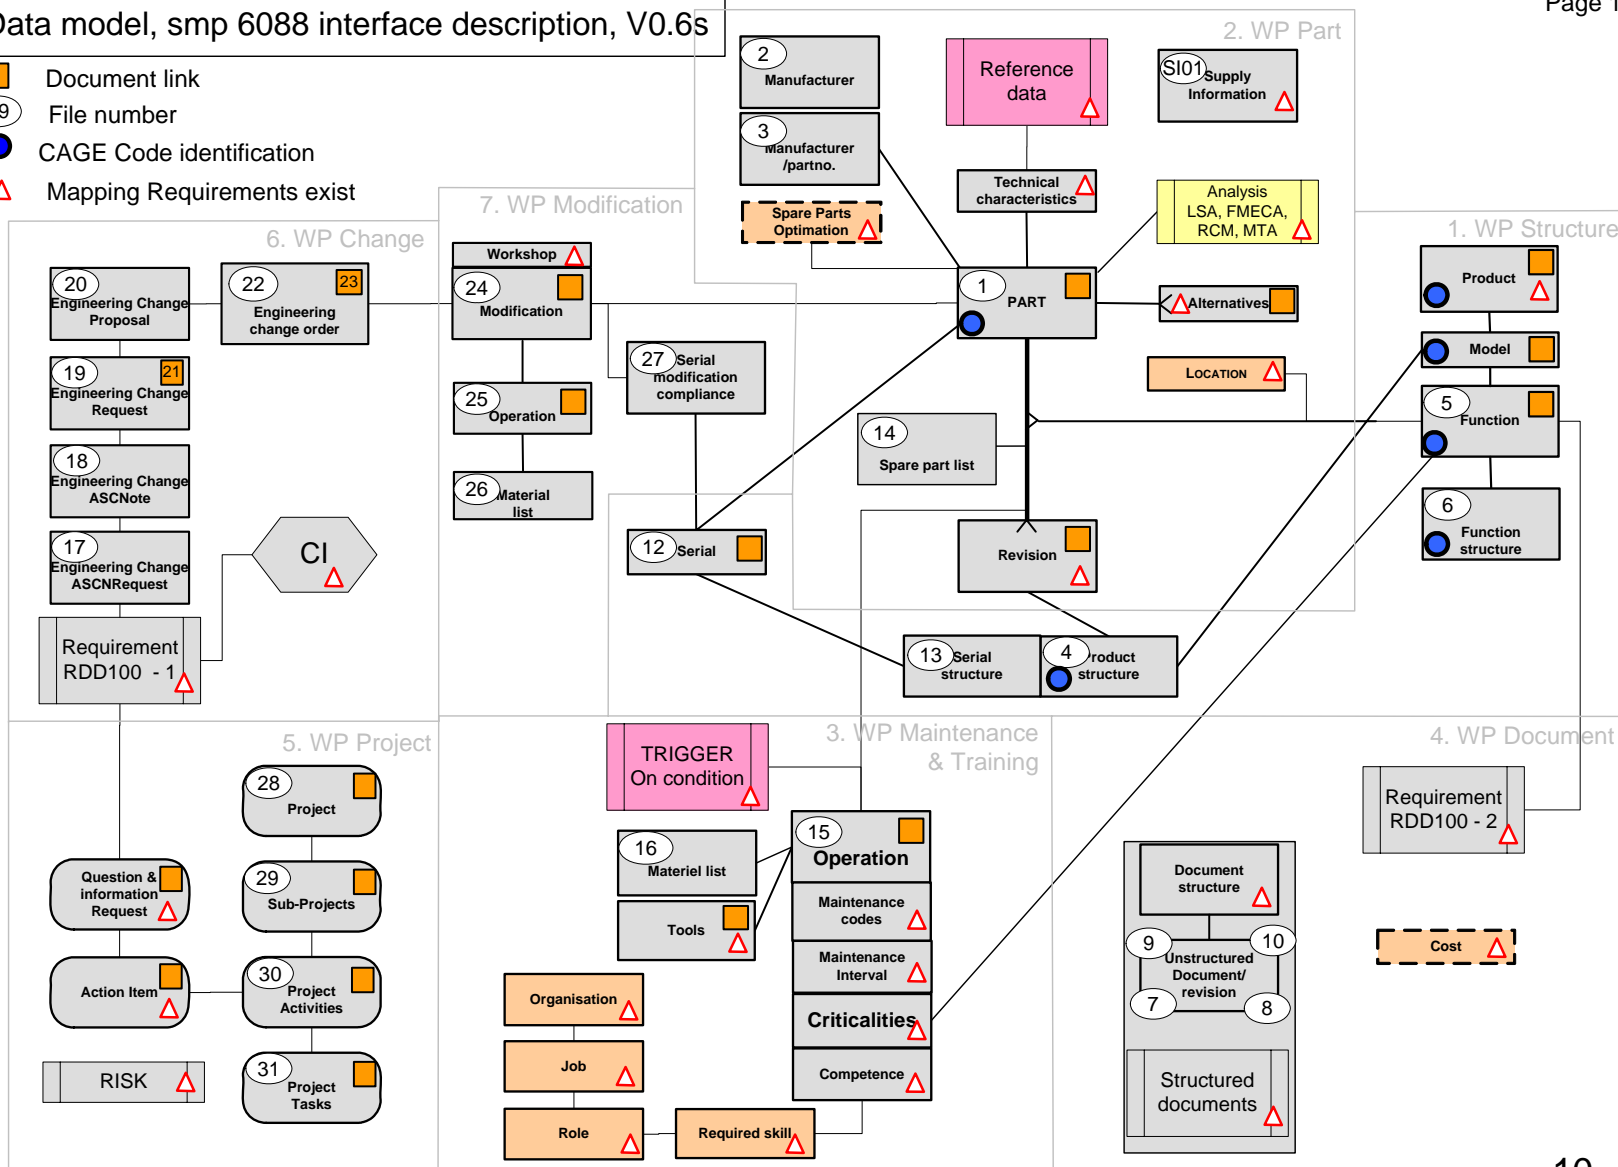 Data model, smp 6088 interface description, V0.6s
Page 1
Document link
9
File number
CAGE Code identification
Mapping Requirements exist
2. WP Part
2
Manufacturer
3
Manufacturer
/partno.
Spare Parts
Optimation
Reference
data
SI01
Supply
Information
Technical
characteristics
Analysis
LSA, FMECA,
RCM, MTA
1
PART
Alternatives
LOCATION
14
Spare part list
Revision
1. WP Structure
Product
Model
5
Function
6
Function
structure
7. WP Modification
Workshop
24
Modification
25
Operation
26
Material
list
27
Serial
modification
compliance
12
Serial
13
Serial
structure
4
Product
structure
6. WP Change
20
Engineering Change
Proposal
22
23
Engineering
change order
19
21
Engineering Change
Request
18
Engineering Change
ASCNote
17
Engineering Change
ASCNRequest
CI
Requirement
RDD100 - 1
5. WP Project
28
Project
29
Sub-Projects
30
Project
Activities
31
Project
Tasks
Question &
information
Request
Action Item
RISK
3. WP Maintenance
& Training
TRIGGER
On condition
15
Operation
16
Materiel list
Tools
Maintenance
codes
Maintenance
Interval
Criticalities
Competence
Organisation
Job
Role
Required skill
4. WP Document
Requirement
RDD100 - 2
Document
structure
9
10
Unstructured
Document/
revision
7
8
Structured
documents
Cost